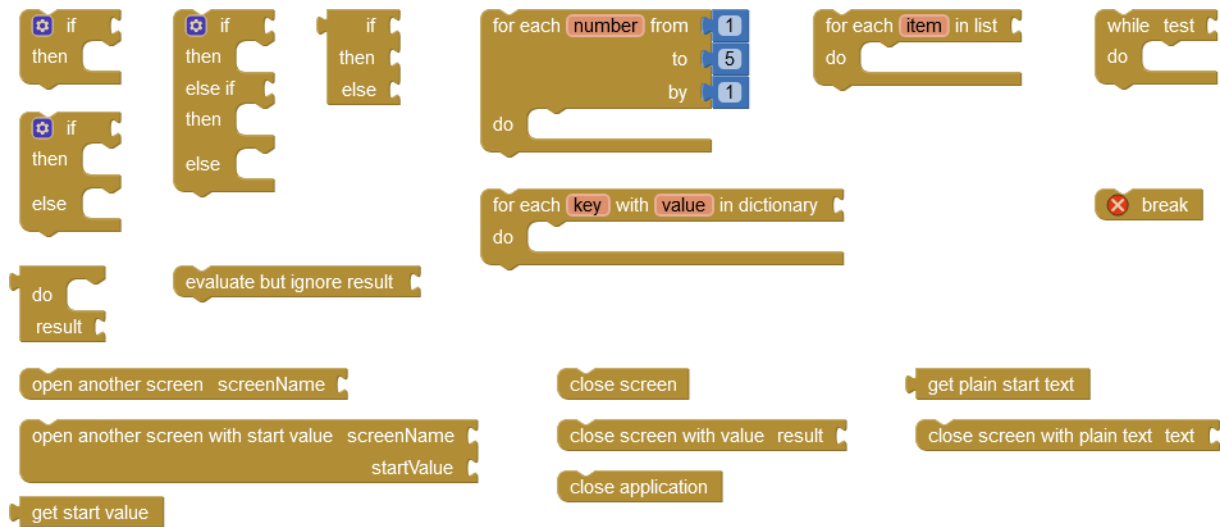 if
then
if
then
else
if
then
else if
then
else
if
then
else
for each number from 1
to 5
by 1
do
for each item in list
do
while test
do
for each key with value in dictionary
do
break
do
result
evaluate but ignore result
open another screen screenName
close screen
get plain start text
open another screen with start value screenName
startValue
close screen with value result
close screen with plain text text
close application
get start value